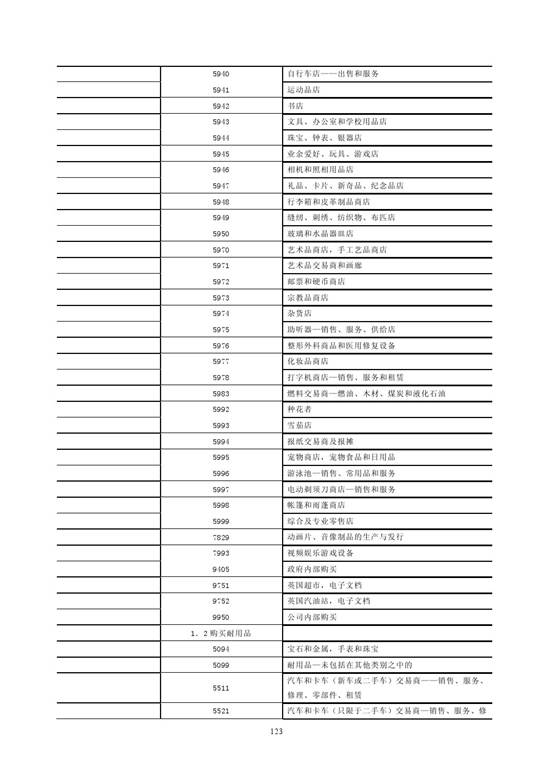 5940 自行车店——出售和服务
5941 运动品店
5942 书店
5943 文具、办公室和学校用品店
5944 珠宝、钟表、银器店
5945 业余爱好、玩具、游戏店
5946 相机和照相用品店
5947 礼品、卡片、新奇品、纪念品店
5948 行李箱和皮革制品商店
5949 缝纫、刺绣、纺织物、布匹店
5950 玻璃和水晶器皿店
5970 艺术品商店，手工艺品商店
5971 艺术品交易商和画廊
5972 邮票和硬币商店
5973 宗教品商店
5974 杂货店
5975 助听器—销售、服务、供给店
5976 整形外科商品和医用修复设备
5977 化妆品商店
5978 打字机商店—销售、服务和租赁
5983 燃料交易商—燃油、木材、煤炭和液化石油
5992 种花者
5993 雪茄店
5994 报纸交易商及报摊
5995 宠物商店，宠物食品和日用品
5996 游泳池—销售、常用品和服务
5997 电动剃须刀商店—销售和服务
5998 帐篷和雨蓬商店
5999 综合及专业零售店
7829 动画片、音像制品的生产与发行
7993 视频娱乐游戏设备
9405 政府内部购买
9751 英国超市，电子文档
9752 英国汽油站，电子文档
9950 公司内部购买
1．2购买耐用品
5094 宝石和金属，手表和珠宝
5099 耐用品—未包括在其他类别之中的
5511 汽车和卡车（新车或二手车）交易商——销售、服务、
修理、零部件、租赁
5521 汽车和卡车（只限于二手车）交易商—销售、服务、修
123